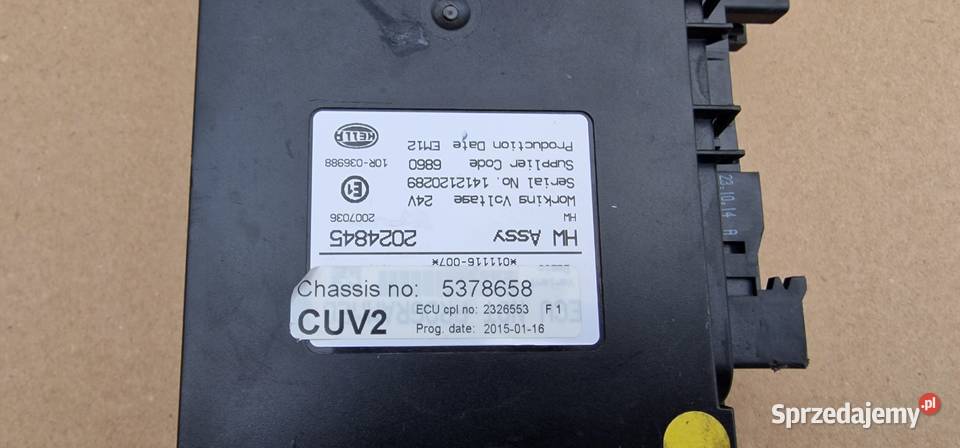 HELLA
10R-036988
Production Date EM12
Supplier Code 6860
Serial No. 1412120289
Working Voltage 24V
E1
HW 2007036
HW Assy 2024845
*011116-007*
Chassis no: 5378658
CUV2
ECU cpl no: 2326553 F 1
Prog. date: 2015-01-16
23.10.14 A
Sprzedajemy.pl